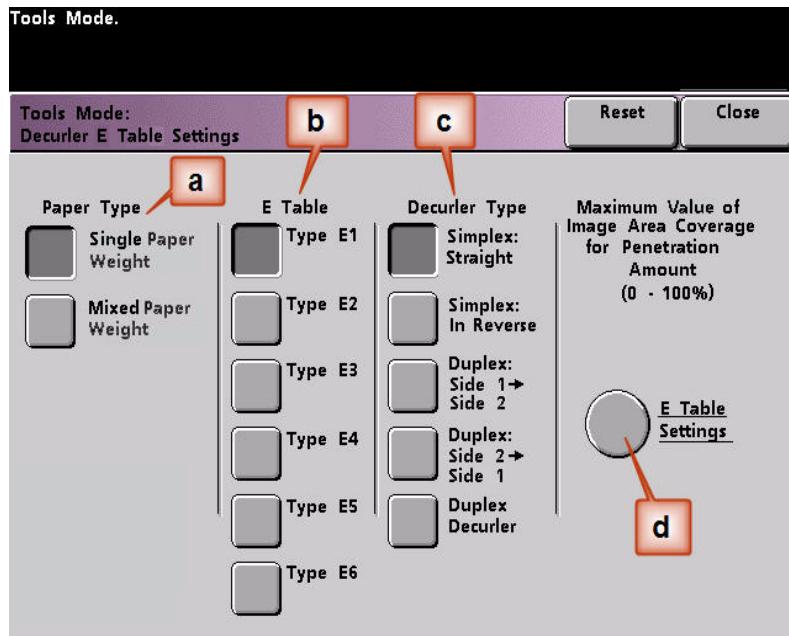 Tools Mode.
Tools Mode:
Decurler E Table Settings
b
c
Reset
Close
a
Paper Type
Single Paper
Weight
Mixed Paper
Weight
E Table
Type E1
Type E2
Type E3
Type E4
Type E5
Type E6
Decurler Type
Simplex:
Straight
Simplex:
In Reverse
Duplex:
Side 1→
Side 2
Duplex:
Side 2→
Side 1
Duplex
Decurler
Maximum Value of
Image Area Coverage
for Penetration
Amount
(0 - 100%)
E Table
Settings
d